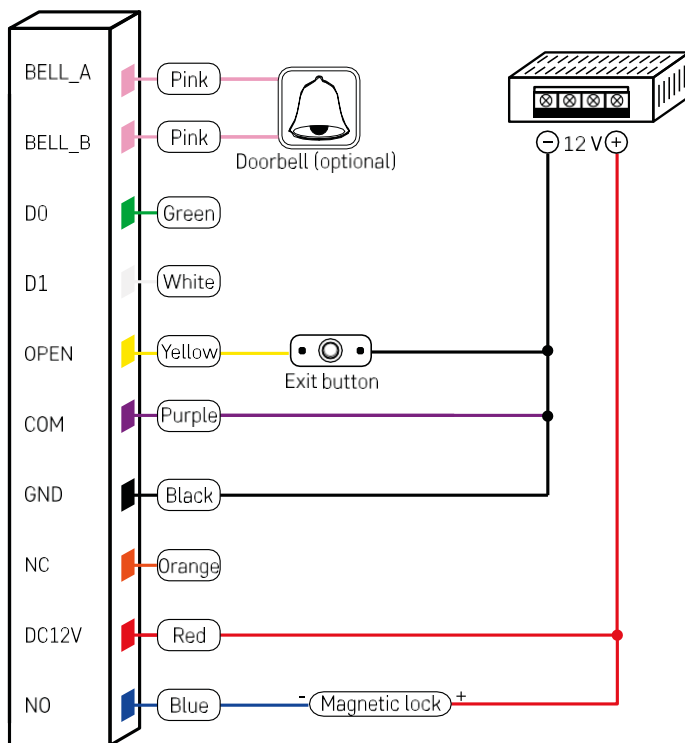 BELL_A Pink
BELL_B Pink
Doorbell (optional)
- 12 V +
D0 Green
D1 White
OPEN Yellow
Exit button
COM Purple
GND Black
NC Orange
DC12V Red
NO Blue - Magnetic lock +